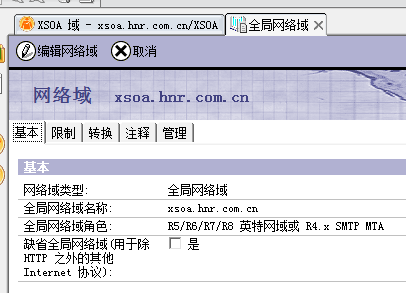 XSOA 域 - xsoa.hnr.com.cn/XSOA 全局网络域
编辑网络域 取消
网络域 xsoa.hnr.com.cn
基本 限制 转换 注释 管理
基本
网络域类型: 全局网络域
全局网络域名称: xsoa.hnr.com.cn
全局网络域角色: R5/R6/R7/R8 英特网域或 R4.x SMTP MTA
缺省全局网络域(用于除 是
HTTP 之外的其他
Internet 协议):